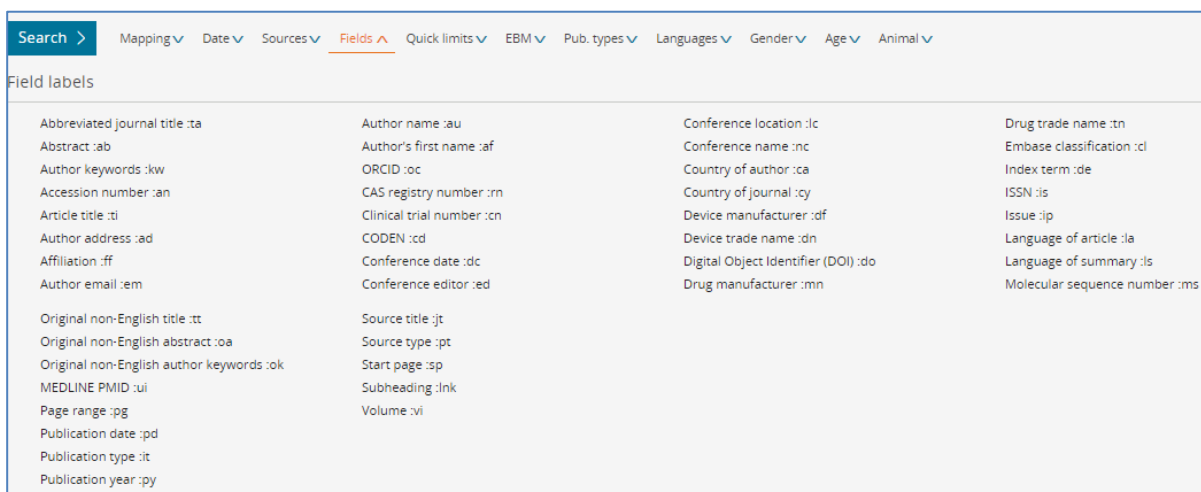 Search >
Mapping Date Sources Fields Quick limits EBM Pub. types Languages Gender Age Animal
Field labels
Abbreviated journal title :ta
Abstract :ab
Author keywords :kw
Accession number :an
Article title :ti
Author address :ad
Affiliation :ff
Author email :em
Author name :au
Author's first name :af
ORCID :oc
CAS registry number :rn
Clinical trial number :cn
CODEN :cd
Conference date :dc
Conference editor :ed
Conference location :lc
Conference name :nc
Country of author :ca
Country of journal :cy
Device manufacturer :df
Device trade name :dn
Digital Object Identifier (DOI) :do
Drug manufacturer :mn
Drug trade name :tn
Embase classification :cl
Index term :de
ISSN :is
Issue :ip
Language of article :la
Language of summary :ls
Molecular sequence number :ms
Original non-English title :tt
Original non-English abstract :oa
Original non-English author keywords :ok
MEDLINE PMID :ui
Page range :pg
Publication date :pd
Publication type :it
Publication year :py
Source title :jt
Source type :pt
Start page :sp
Subheading :lnk
Volume :vi